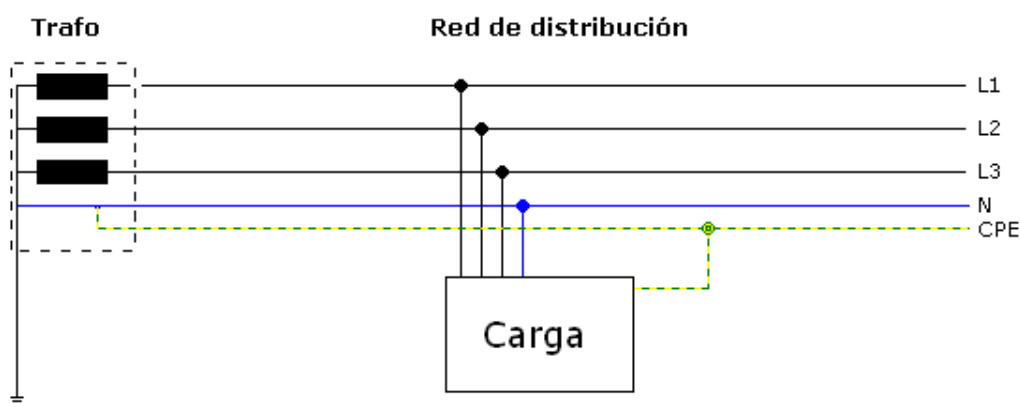 Trafo
Red de distribución
L1
L2
L3
N
CPE
Carga